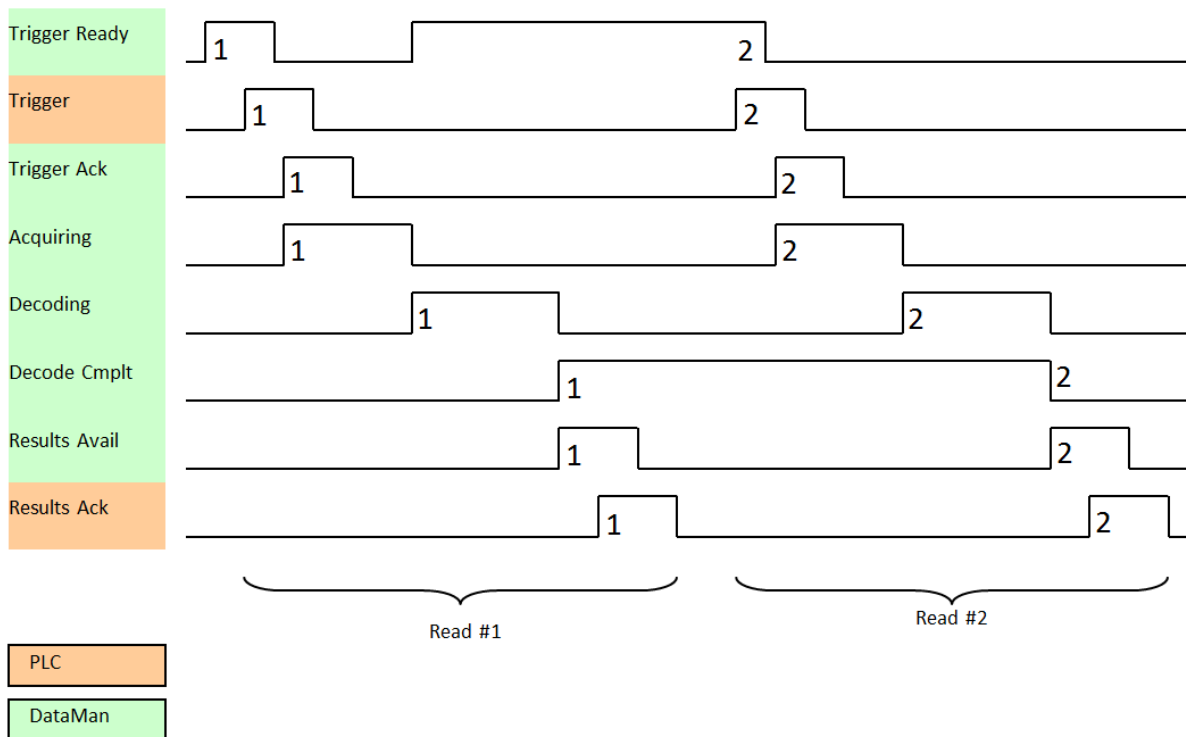 Trigger Ready 1 2
Trigger 1 2
Trigger Ack 1 2
Acquiring 1 2
Decoding 1 2
Decode Cmplt 1 2
Results Avail 1 2
Results Ack 1 2
Read #1 Read #2
PLC
DataMan